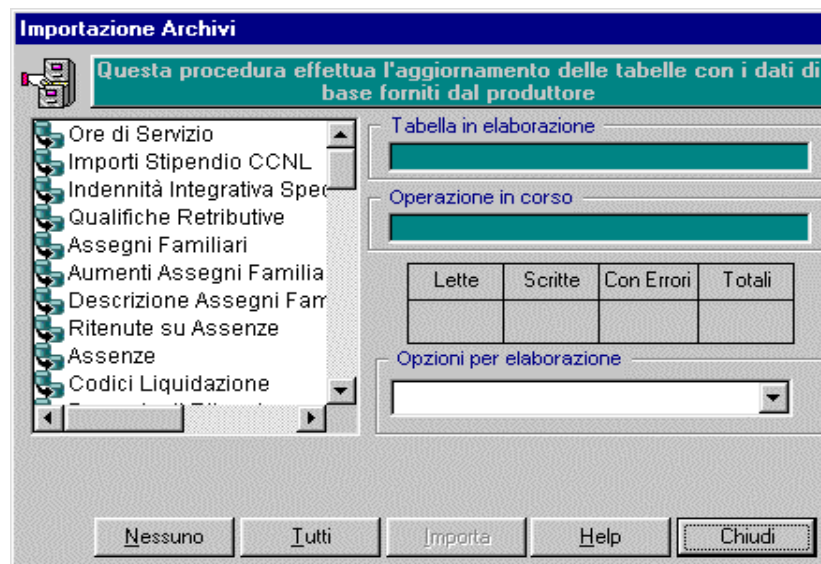 Importazione Archivi
Questa procedura effettua l'aggiornamento delle tabelle con i dati di
base forniti dal produttore
Ore di Servizio
Importi Stipendio CCNL
Indennità Integrativa Spec
Qualifiche Retributive
Assegni Familiari
Aumenti Assegni Familia
Descrizione Assegni Fam
Ritenute su Assenze
Assenze
Codici Liquidazione
Tabella in elaborazione
Operazione in corso
Lette Scritte Con Errori Totali
Opzioni per elaborazione
Nessuno Tutti Importa Help Chiudi